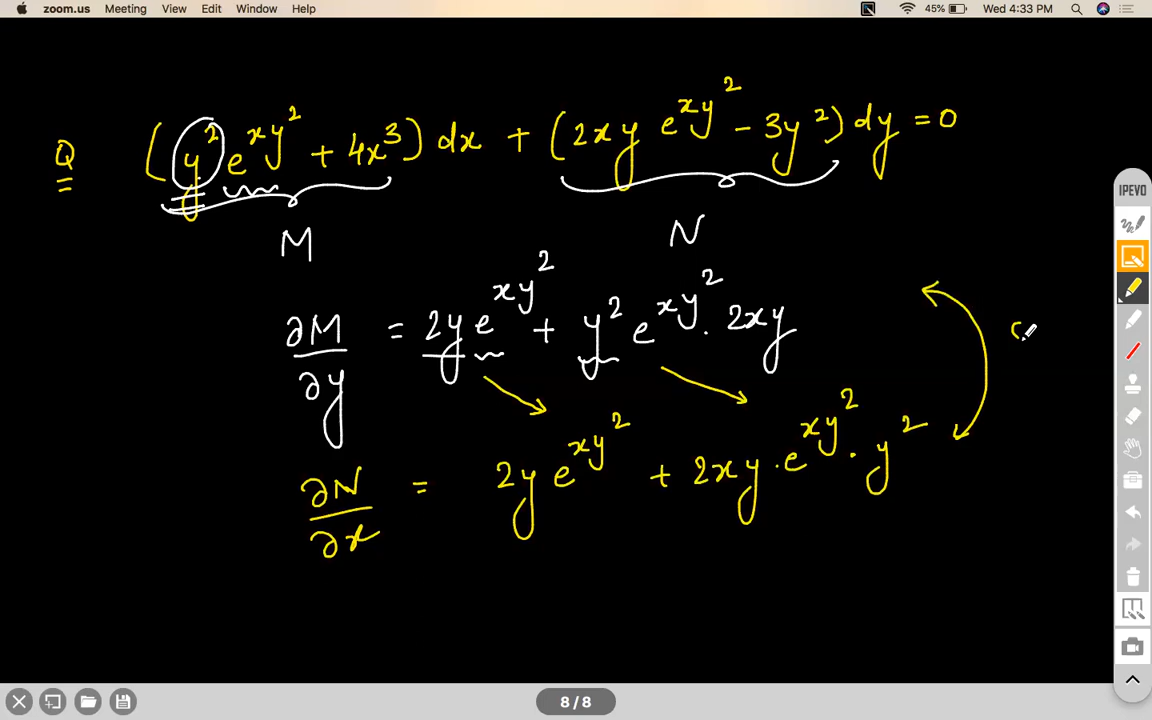 zoom.us Meeting View Edit Window Help 45% Wed 4:33 PM
Q (y² e^{xy²} + 4x³) dx + (2xy e^{xy²} - 3y²) dy = 0
M N
∂M/∂y = 2y e^{xy²} + y² e^{xy²} · 2xy
∂N/∂x = 2y e^{xy²} + 2xy · e^{xy²} · y²
IPEVO
8/8